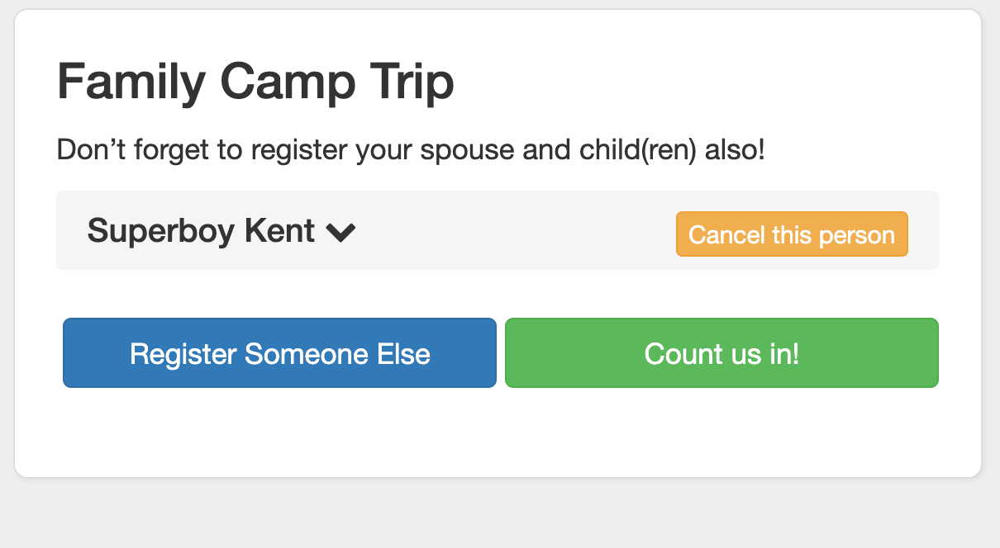 Family Camp Trip
Don’t forget to register your spouse and child(ren) also!
Superboy Kent
Cancel this person
Register Someone Else
Count us in!